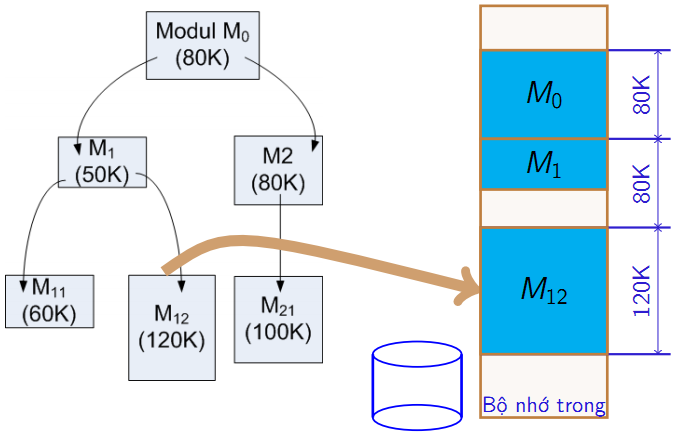 Modul M₀
(80K)
M₁
(50K)
M2
(80K)
M₁₁
(60K)
M₁₂
(120K)
M₂₁
(100K)
M₀
M₁
M₁₂
80K
80K
120K
Bộ nhớ trong